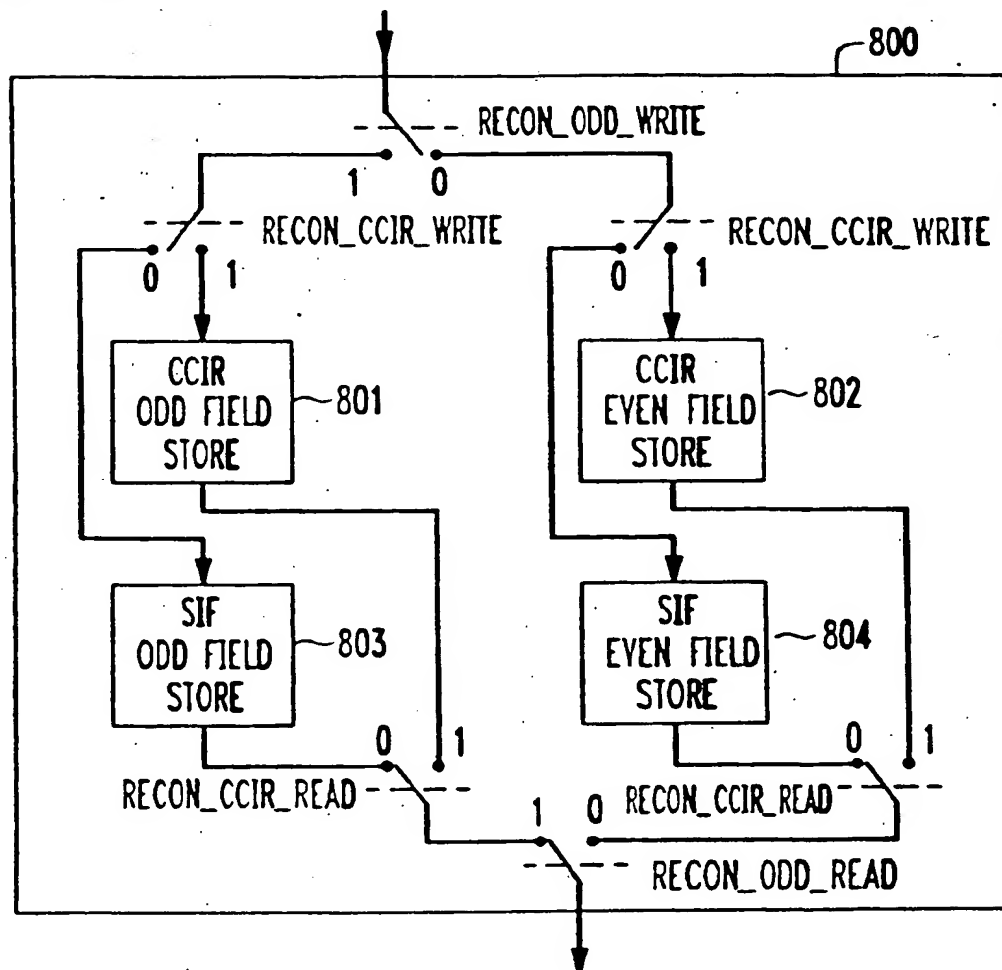 800
RECON_ODD_WRITE
1 0
RECON_CCIR_WRITE
RECON_CCIR_WRITE
0 1
0 1
CCIR
ODD FIELD
STORE
801
CCIR
EVEN FIELD
STORE
802
SIF
ODD FIELD
STORE
803
SIF
EVEN FIELD
STORE
804
0 1
0 1
RECON_CCIR_READ
RECON_CCIR_READ
1 0
RECON_ODD_READ